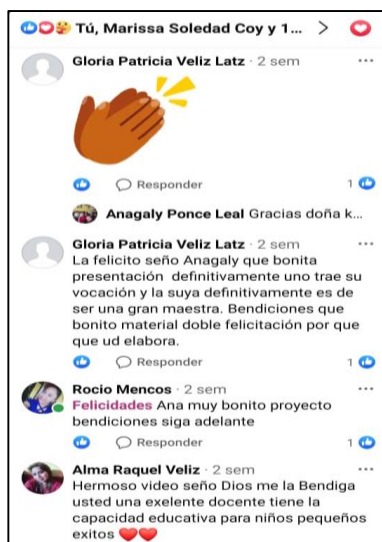 Tú, Marissa Soledad Coy y 1...
Gloria Patricia Veliz Latz · 2 sem
Responder
1
Anagaly Ponce Leal Gracias doña k...
Gloria Patricia Veliz Latz · 2 sem
La felicito seño Anagaly que bonita
presentación definitivamente uno trae su
vocación y la suya definitivamente es de
ser una gran maestra. Bendiciones que
bonito material doble felicitación por que
que ud elabora.
Responder
1
Rocio Mencos · 2 sem
Felicidades Ana muy bonito proyecto
bendiciones siga adelante
Responder
1
Alma Raquel Veliz · 2 sem
Hermoso video seño Dios me la Bendiga
usted una exelente docente tiene la
capacidad educativa para niños pequeños
exitos